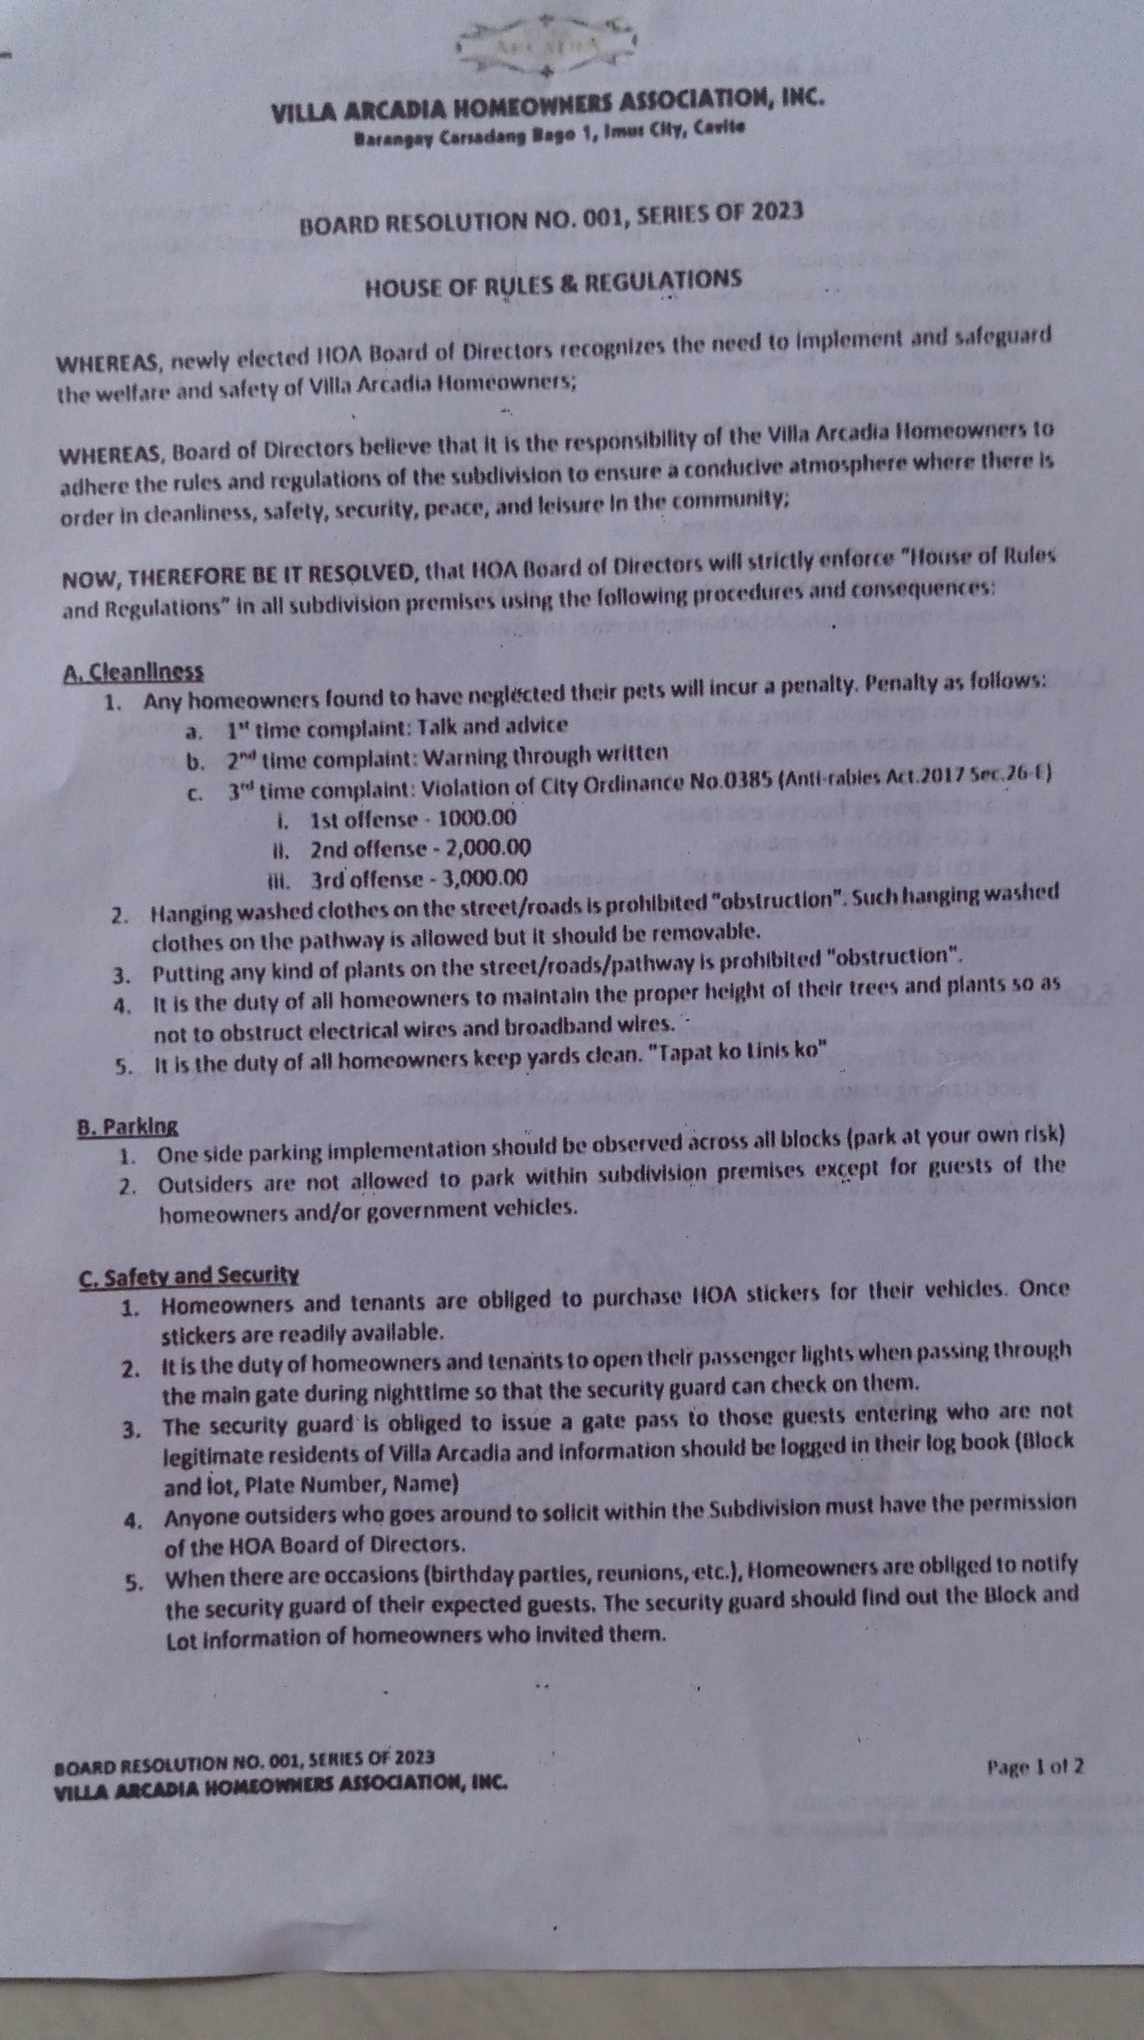 ARCADIA
VILLA ARCADIA HOMEOWNERS ASSOCIATION, INC.
Barangay Carsadang Bago 1, Imus City, Cavite
BOARD RESOLUTION NO. 001, SERIES OF 2023
HOUSE OF RULES & REGULATIONS
WHEREAS, newly elected HOA Board of Directors recognizes the need to implement and safeguard
the welfare and safety of Villa Arcadia Homeowners;
WHEREAS, Board of Directors believe that it is the responsibility of the Villa Arcadia Homeowners to
adhere the rules and regulations of the subdivision to ensure a conducive atmosphere where there is
order in cleanliness, safety, security, peace, and leisure in the community;
NOW, THEREFORE BE IT RESOLVED, that HOA Board of Directors will strictly enforce "House of Rules
and Regulations" in all subdivision premises using the following procedures and consequences:
A. Cleanliness
1. Any homeowners found to have neglected their pets will incur a penalty. Penalty as follows:
a. 1st time complaint: Talk and advice
b. 2nd time complaint: Warning through written
c. 3rd time complaint: Violation of City Ordinance No.0385 (Anti-rabies Act.2017 Sec.26-E)
i. 1st offense - 1000.00
ii. 2nd offense - 2,000.00
iii. 3rd offense - 3,000.00
2. Hanging washed clothes on the street/roads is prohibited "obstruction". Such hanging washed
clothes on the pathway is allowed but it should be removable.
3. Putting any kind of plants on the street/roads/pathway is prohibited "obstruction".
4. It is the duty of all homeowners to maintain the proper height of their trees and plants so as
not to obstruct electrical wires and broadband wires.
5. It is the duty of all homeowners keep yards clean. "Tapat ko Linis ko"
B. Parking
1. One side parking implementation should be observed across all blocks (park at your own risk)
2. Outsiders are not allowed to park within subdivision premises except for guests of the
homeowners and/or government vehicles.
C. Safety and Security
1. Homeowners and tenants are obliged to purchase HOA stickers for their vehicles. Once
stickers are readily available.
2. It is the duty of homeowners and tenants to open their passenger lights when passing through
the main gate during nighttime so that the security guard can check on them.
3. The security guard is obliged to issue a gate pass to those guests entering who are not
legitimate residents of Villa Arcadia and information should be logged in their log book (Block
and lot, Plate Number, Name)
4. Anyone outsiders who goes around to solicit within the Subdivision must have the permission
of the HOA Board of Directors.
5. When there are occasions (birthday parties, reunions, etc.), Homeowners are obliged to notify
the security guard of their expected guests. The security guard should find out the Block and
Lot information of homeowners who invited them.
BOARD RESOLUTION NO. 001, SERIES OF 2023
VILLA ARCADIA HOMEOWNERS ASSOCIATION, INC.
Page 1 of 2